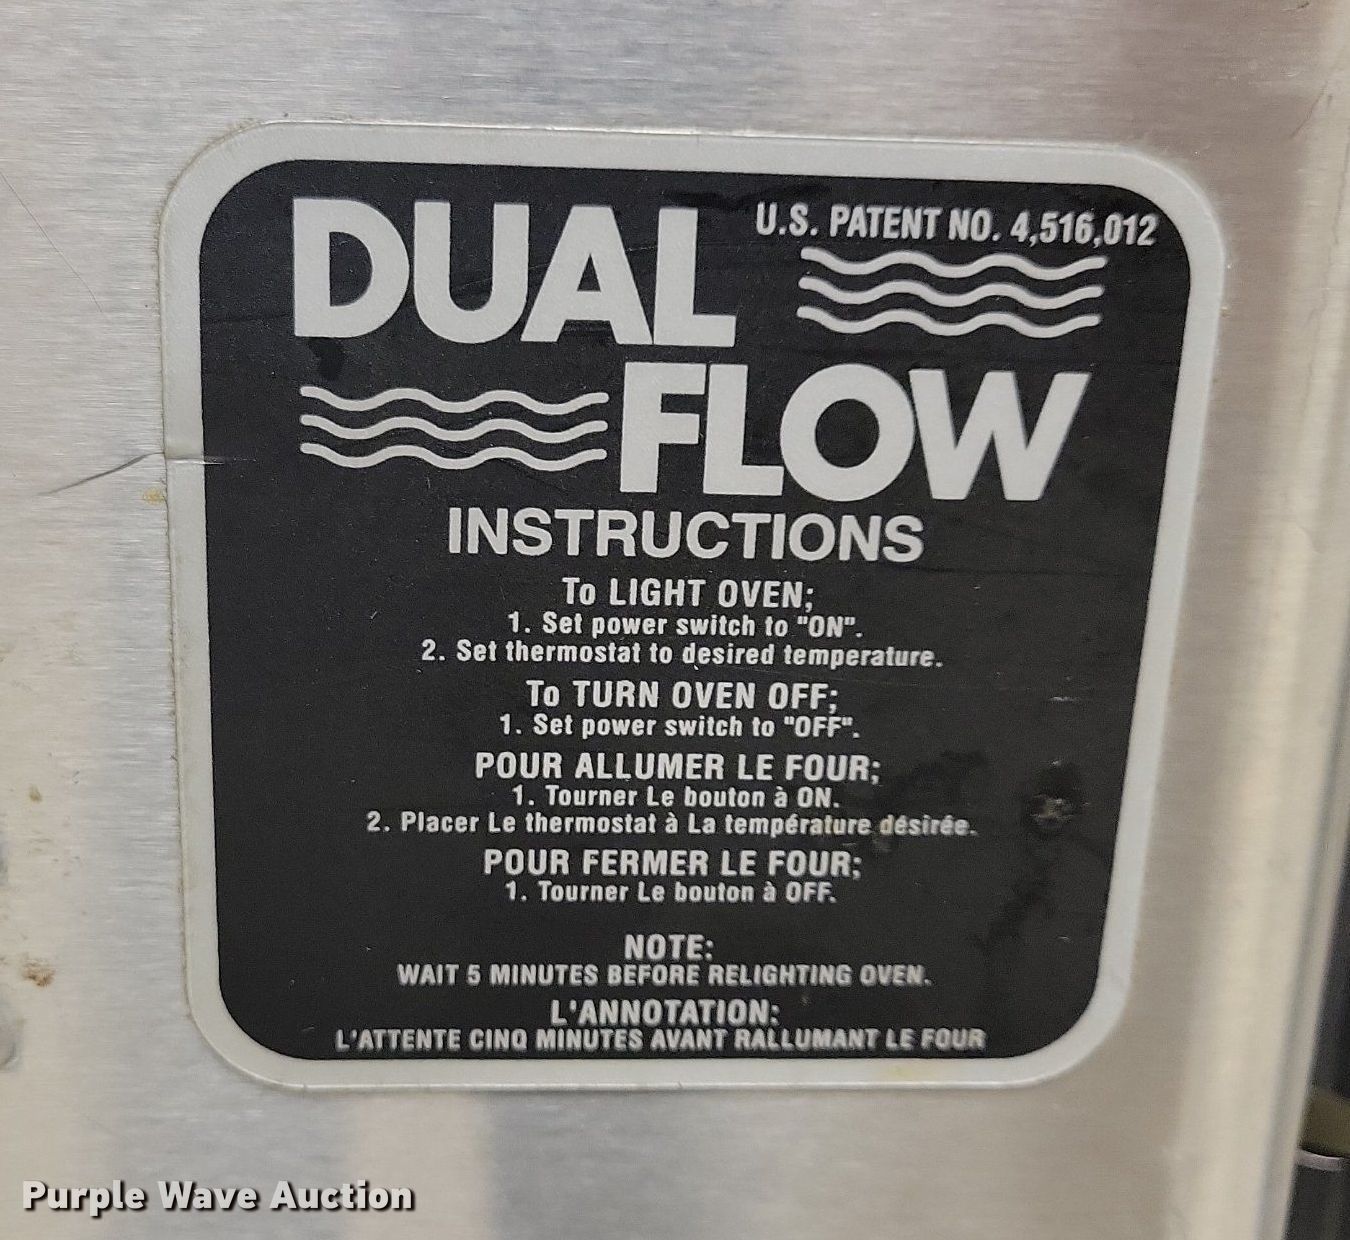 DUAL
U.S. PATENT NO. 4,516,012
FLOW
INSTRUCTIONS
To LIGHT OVEN;
1. Set power switch to "ON".
2. Set thermostat to desired temperature.
To TURN OVEN OFF;
1. Set power switch to "OFF".
POUR ALLUMER LE FOUR;
1. Tourner Le bouton à ON.
2. Placer Le thermostat à La température désirée.
POUR FERMER LE FOUR;
1. Tourner Le bouton à OFF.
NOTE:
WAIT 5 MINUTES BEFORE RELIGHTING OVEN.
L'ANNOTATION:
L'ATTENTE CINQ MINUTES AVANT RALLUMANT LE FOUR
Purple Wave Auction